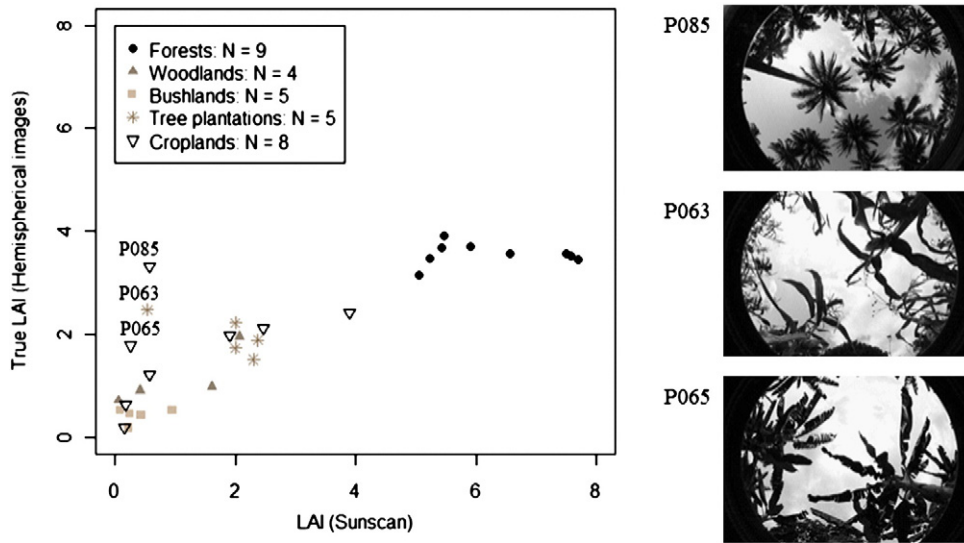 Forests: N = 9
Woodlands: N = 4
Bushlands: N = 5
Tree plantations: N = 5
Croplands: N = 8
True LAI (Hemispherical images)
8
6
4
2
0
P085
P063
P065
0 2 4 6 8
LAI (Sunscan)
P085
P063
P065